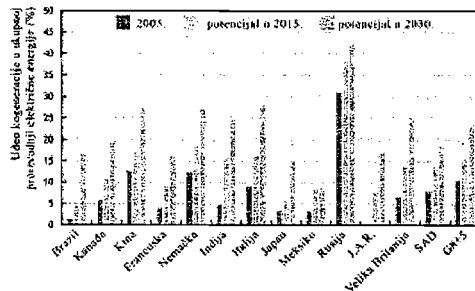 Udeo kogeneracije u ukupnoj
proizvodnji električne energije (%)
2005. potencijal u 2015. potencijal u 2030.
50
45
40
35
30
25
20
15
10
5
0
Brazil
Kanada
Kina
Francuska
Nemačka
Indija
Italija
Japan
Meksiko
Rusija
J.A.R.
Velika Britanija
SAD
G8+5